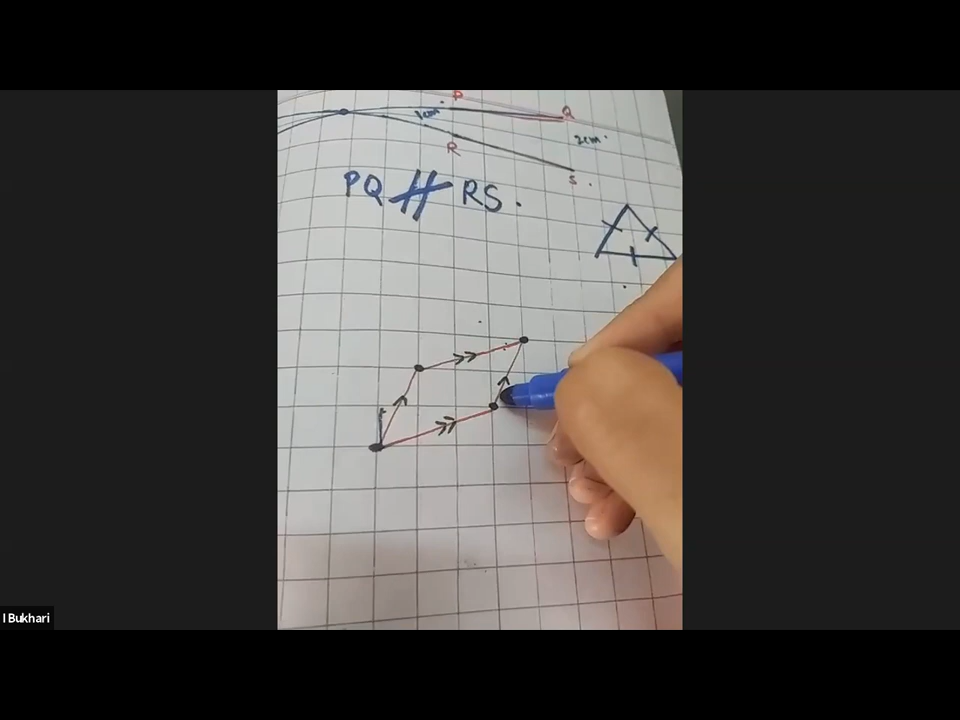 P
Q
1cm
2cm.
R
S.
PQ ∦ RS.
I Bukhari